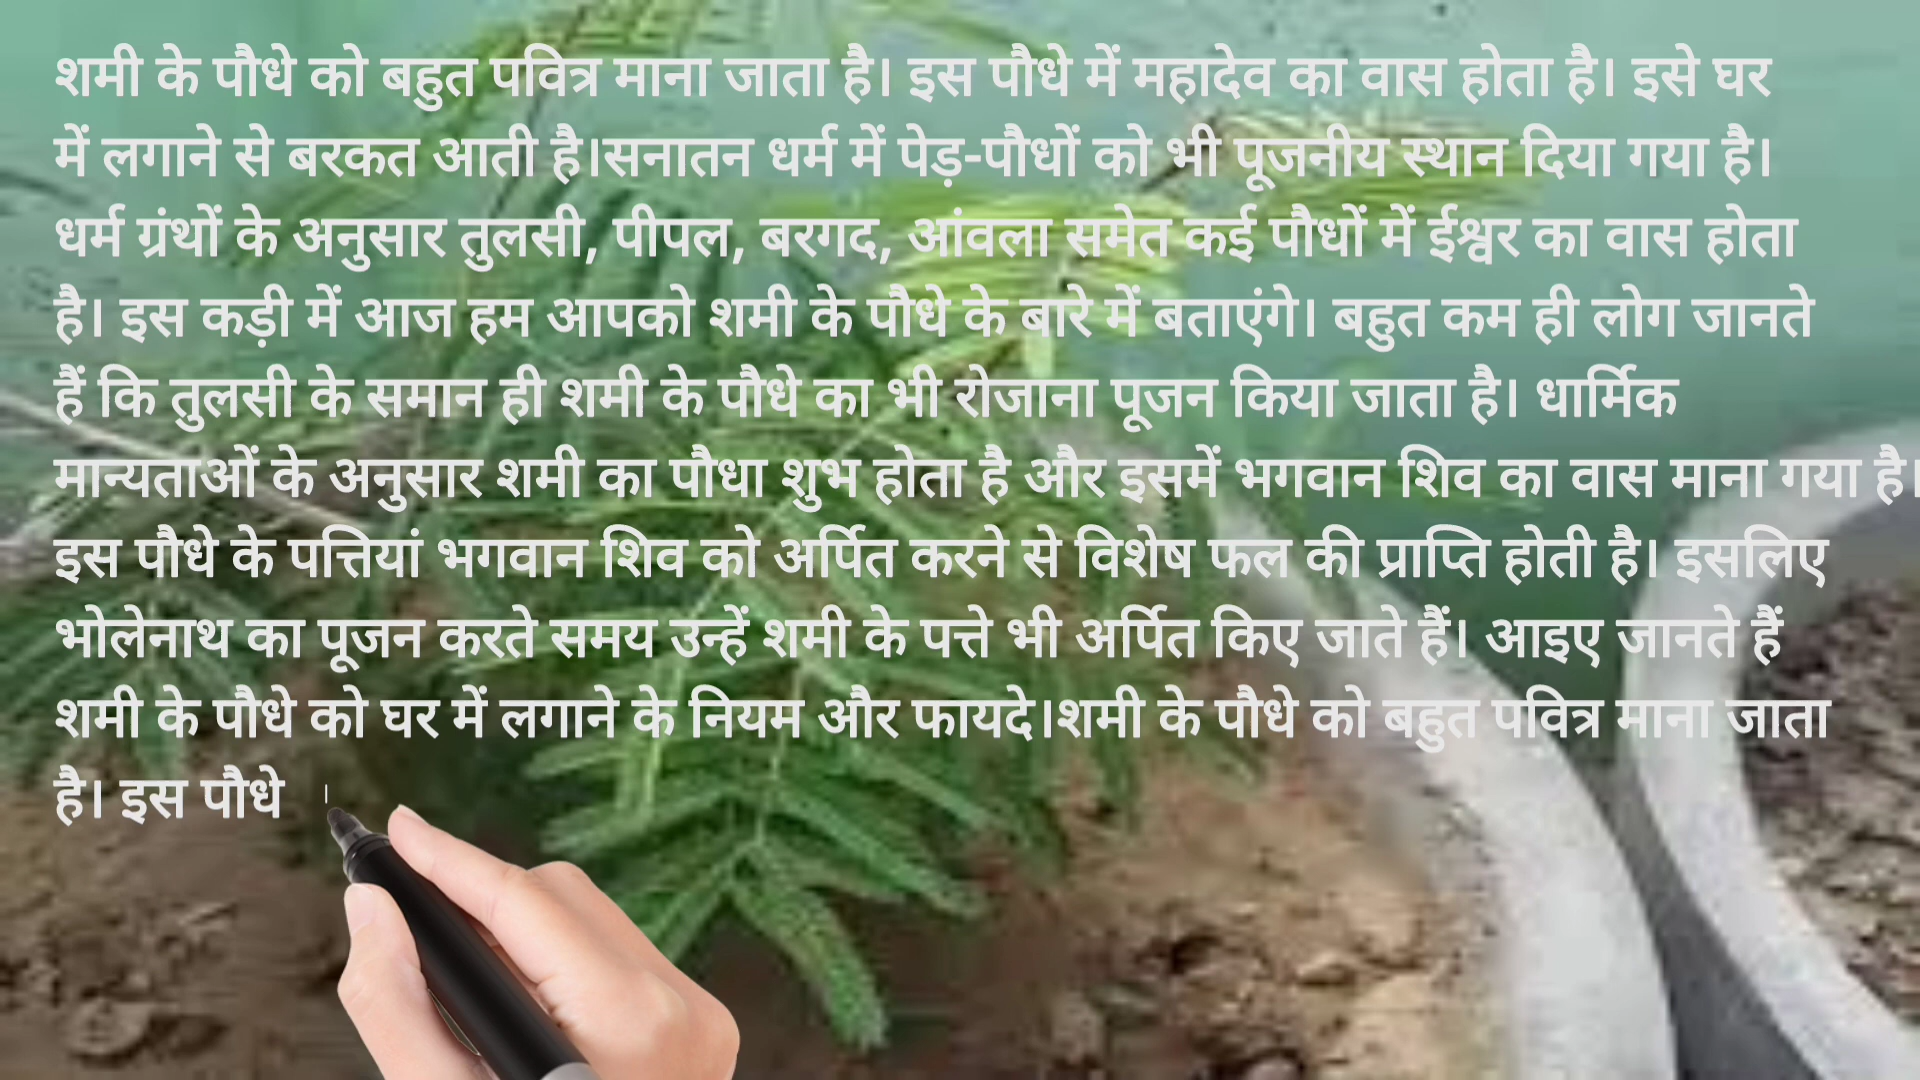 शमी के पौधे को बहुत पवित्र माना जाता है। इस पौधे में महादेव का वास होता है। इसे घर
में लगाने से बरकत आती है।सनातन धर्म में पेड़-पौधों को भी पूजनीय स्थान दिया गया है।
धर्म ग्रंथों के अनुसार तुलसी, पीपल, बरगद, आंवला समेत कई पौधों में ईश्वर का वास होता
है। इस कड़ी में आज हम आपको शमी के पौधे के बारे में बताएंगे। बहुत कम ही लोग जानते
हैं कि तुलसी के समान ही शमी के पौधे का भी रोजाना पूजन किया जाता है। धार्मिक
मान्यताओं के अनुसार शमी का पौधा शुभ होता है और इसमें भगवान शिव का वास माना गया है।
इस पौधे के पत्तियां भगवान शिव को अर्पित करने से विशेष फल की प्राप्ति होती है। इसलिए
भोलेनाथ का पूजन करते समय उन्हें शमी के पत्ते भी अर्पित किए जाते हैं। आइए जानते हैं
शमी के पौधे को घर में लगाने के नियम और फायदे।शमी के पौधे को बहुत पवित्र माना जाता
है। इस पौधे